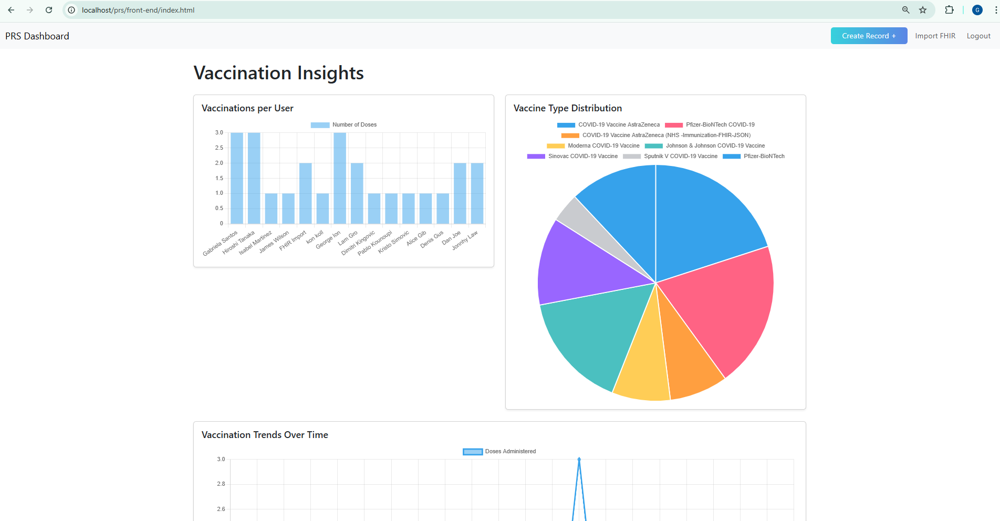 localhost/prs/front-end/index.html
G
PRS Dashboard
Create Record +
Import FHIR
Logout
Vaccination Insights
Vaccinations per User
Number of Doses
3.0
2.5
2.0
1.5
1.0
0.5
0
Gabriela Santos
Hiroshi Tanaka
Isabel Martinez
James Wilson
FHIR Import
kon koll
George Ion
Lam Gro
Dimitri Kingovic
Pablo Kounoupi
Kristo Simovic
Alice Gib
Denis Gus
Dan Joe
Jonnhy Law
Vaccine Type Distribution
COVID-19 Vaccine AstraZeneca Pfizer-BioNTech COVID-19
COVID-19 Vaccine AstraZeneca (NHS -Immunization-FHIR-JSON)
Moderna COVID-19 Vaccine Johnson & Johnson COVID-19 Vaccine
Sinovac COVID-19 Vaccine Sputnik V COVID-19 Vaccine Pfizer-BioNTech
Vaccination Trends Over Time
Doses Administered
3.0
2.8
2.6